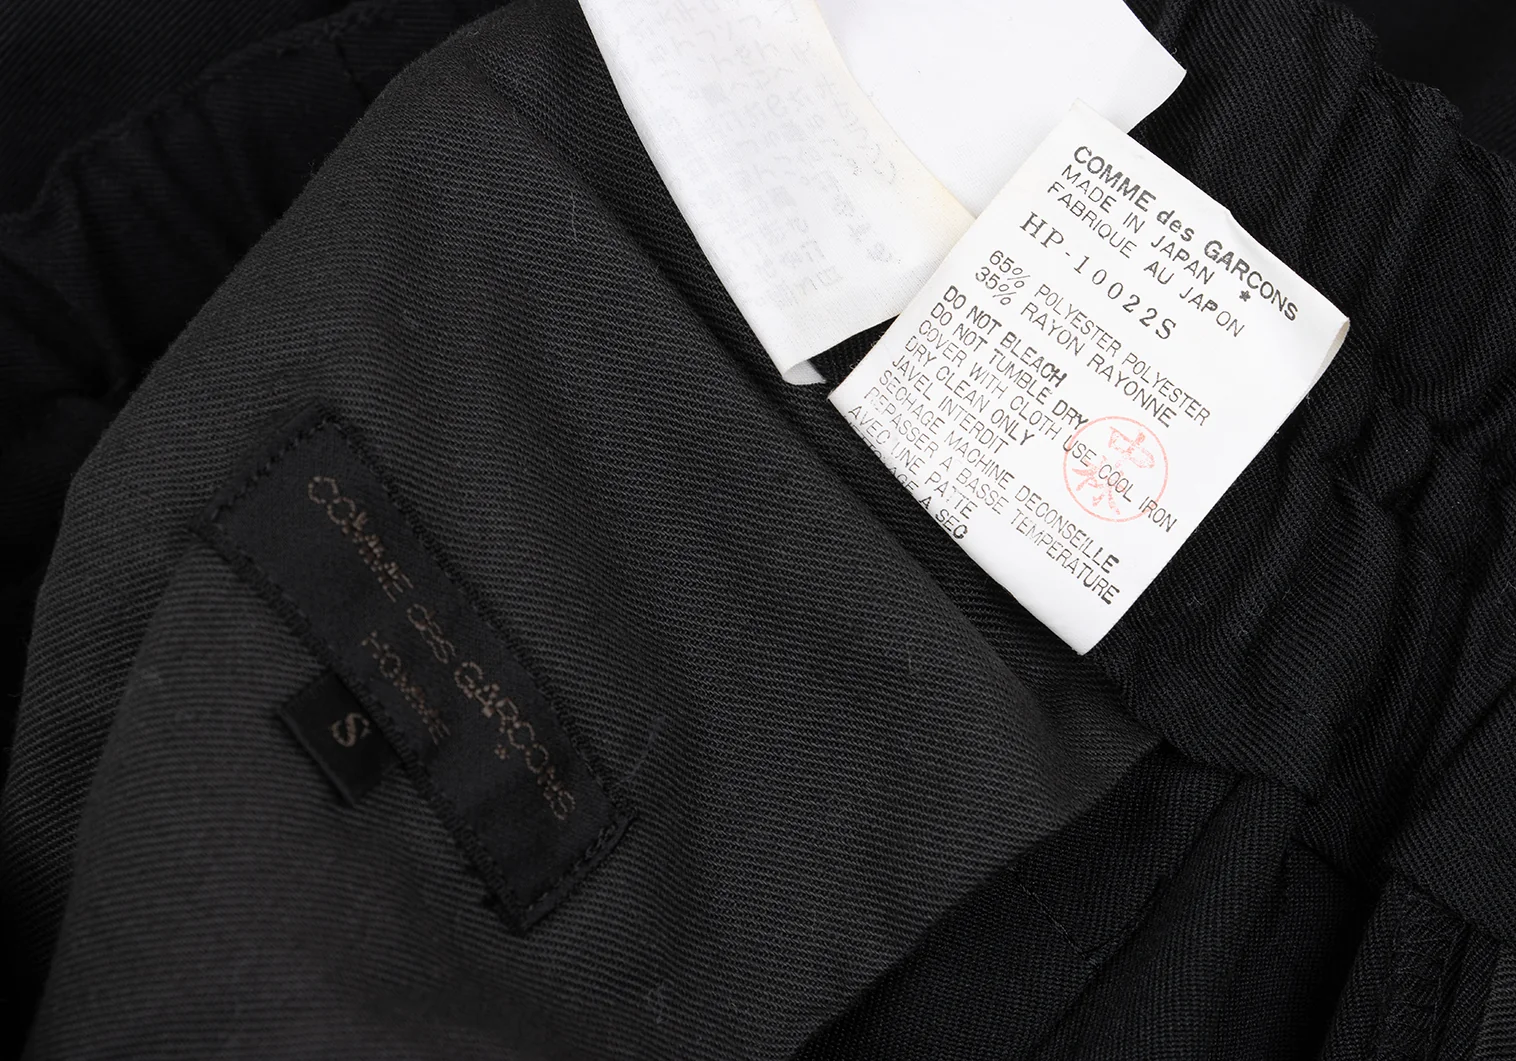 COMME des GARÇONS
HOMME
S
COMME des GARÇONS
MADE IN JAPAN
FABRIQUE AU JAPON
HP-10022S
65% POLYESTER POLYESTER
35% RAYON RAYONNE
DO NOT BLEACH
DO NOT TUMBLE DRY
COVER WITH CLOTH USE COOL IRON
DRY CLEAN ONLY
JAVEL INTERDIT
SECHAGE MACHINE DECONSEILLE
REPASSER A BASSE TEMPERATURE
AVEC UNE PATTE
A SEC